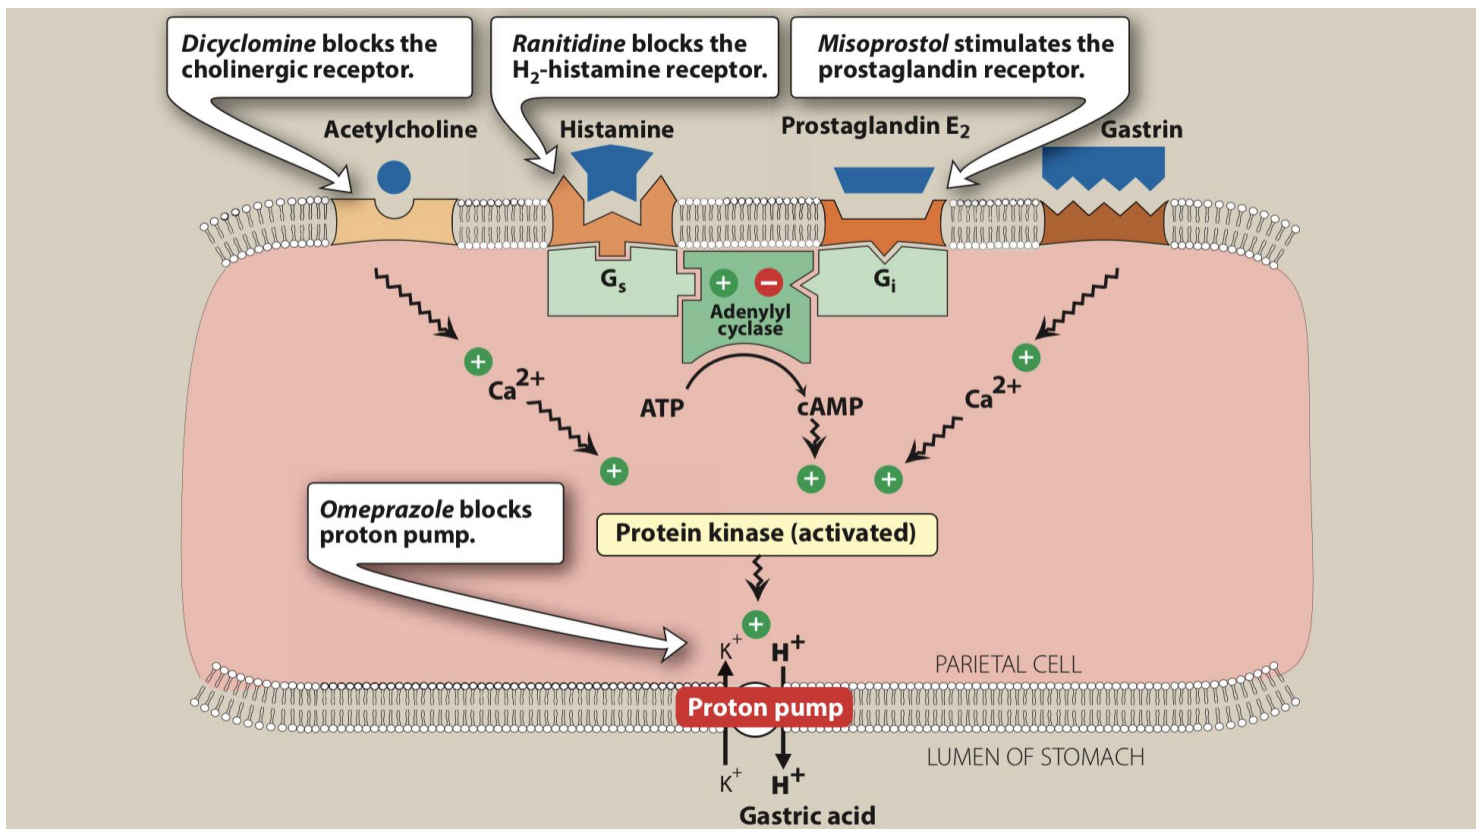 Dicyclomine blocks the
cholinergic receptor.
Ranitidine blocks the
H₂-histamine receptor.
Misoprostol stimulates the
prostaglandin receptor.
Acetylcholine
Histamine
Prostaglandin E₂
Gastrin
Gₛ
+
−
Adenylyl
cyclase
Gᵢ
+
Ca²⁺
ATP
cAMP
+
Ca²⁺
+
+
+
Omeprazole blocks
proton pump.
Protein kinase (activated)
+
K⁺
H⁺
PARIETAL CELL
Proton pump
LUMEN OF STOMACH
K⁺
H⁺
Gastric acid